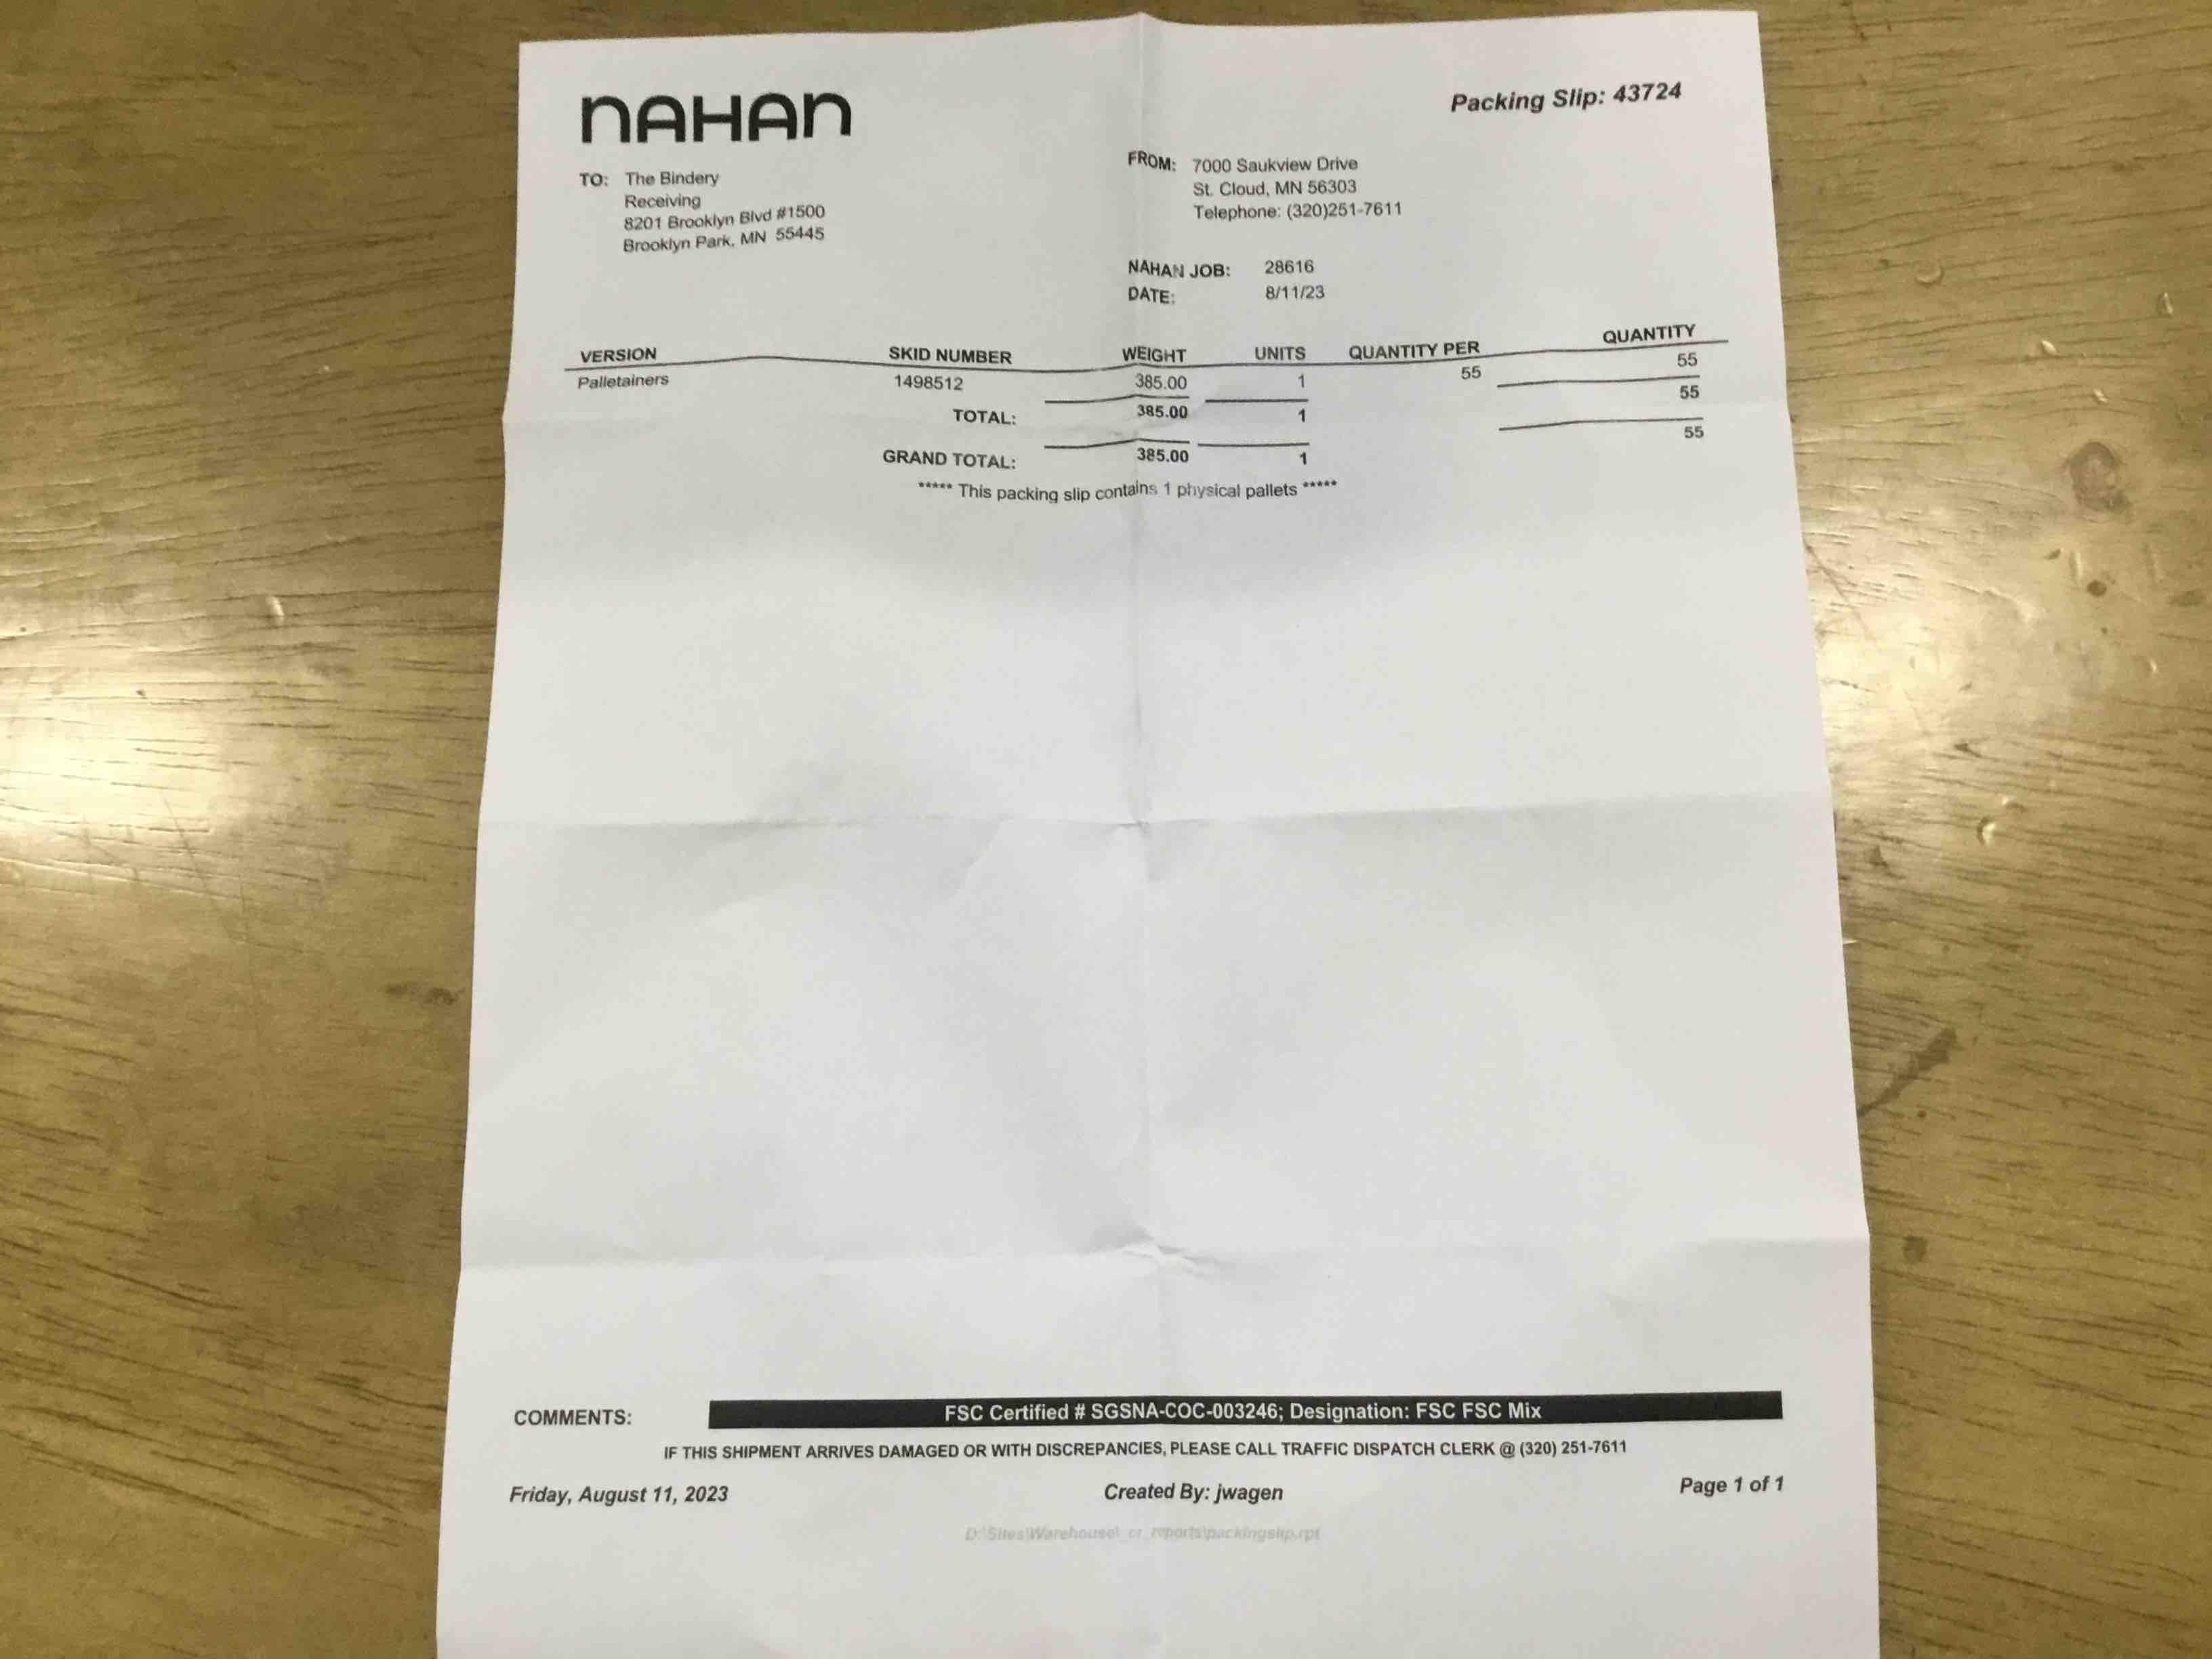 NAHAN
Packing Slip: 43724
TO: The Bindery
Receiving
8201 Brooklyn Blvd #1500
Brooklyn Park, MN 55445
FROM: 7000 Saukview Drive
St. Cloud, MN 56303
Telephone: (320)251-7611
NAHAN JOB: 28616
DATE: 8/11/23
VERSION SKID NUMBER WEIGHT UNITS QUANTITY PER QUANTITY
Palletainers 1498512 385.00 1 55 55
TOTAL: 385.00 1 55
GRAND TOTAL: 385.00 1 55
***** This packing slip contains 1 physical pallets *****
COMMENTS: FSC Certified # SGSNA-COC-003246; Designation: FSC FSC Mix
IF THIS SHIPMENT ARRIVES DAMAGED OR WITH DISCREPANCIES, PLEASE CALL TRAFFIC DISPATCH CLERK @ (320) 251-7611
Friday, August 11, 2023 Created By: jwagen Page 1 of 1
D:\Sites\Warehouse\_cr_reports\packingslip.rpt